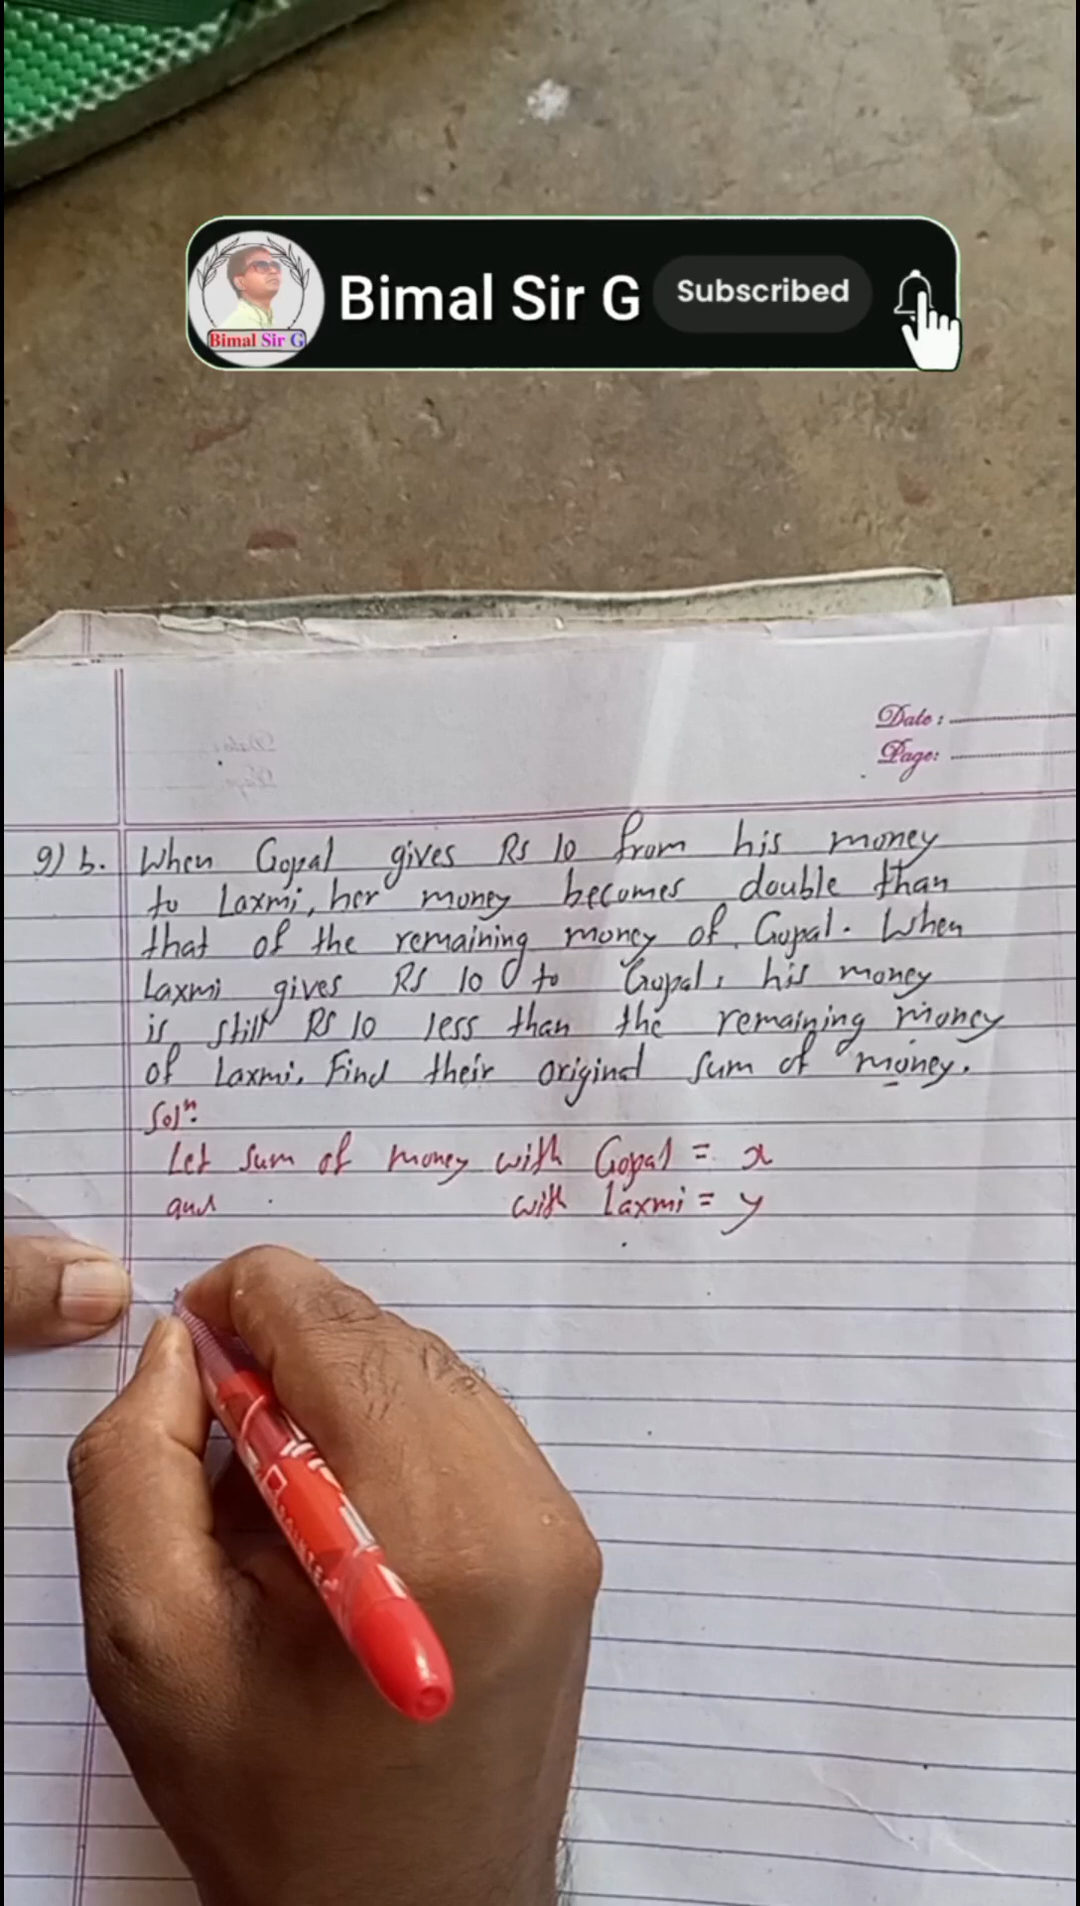 Bimal Sir G
Bimal Sir G Subscribed
Date:
Page:
9) b. When Gopal gives Rs 10 from his money
to Laxmi, her money becomes double than
that of the remaining money of Gopal. When
Laxmi gives Rs 10 to Gopal, his money
is still Rs 10 less than the remaining money
of Laxmi. Find their original sum of money.
Solⁿ:
Let sum of money with Gopal = x
and with Laxmi = y